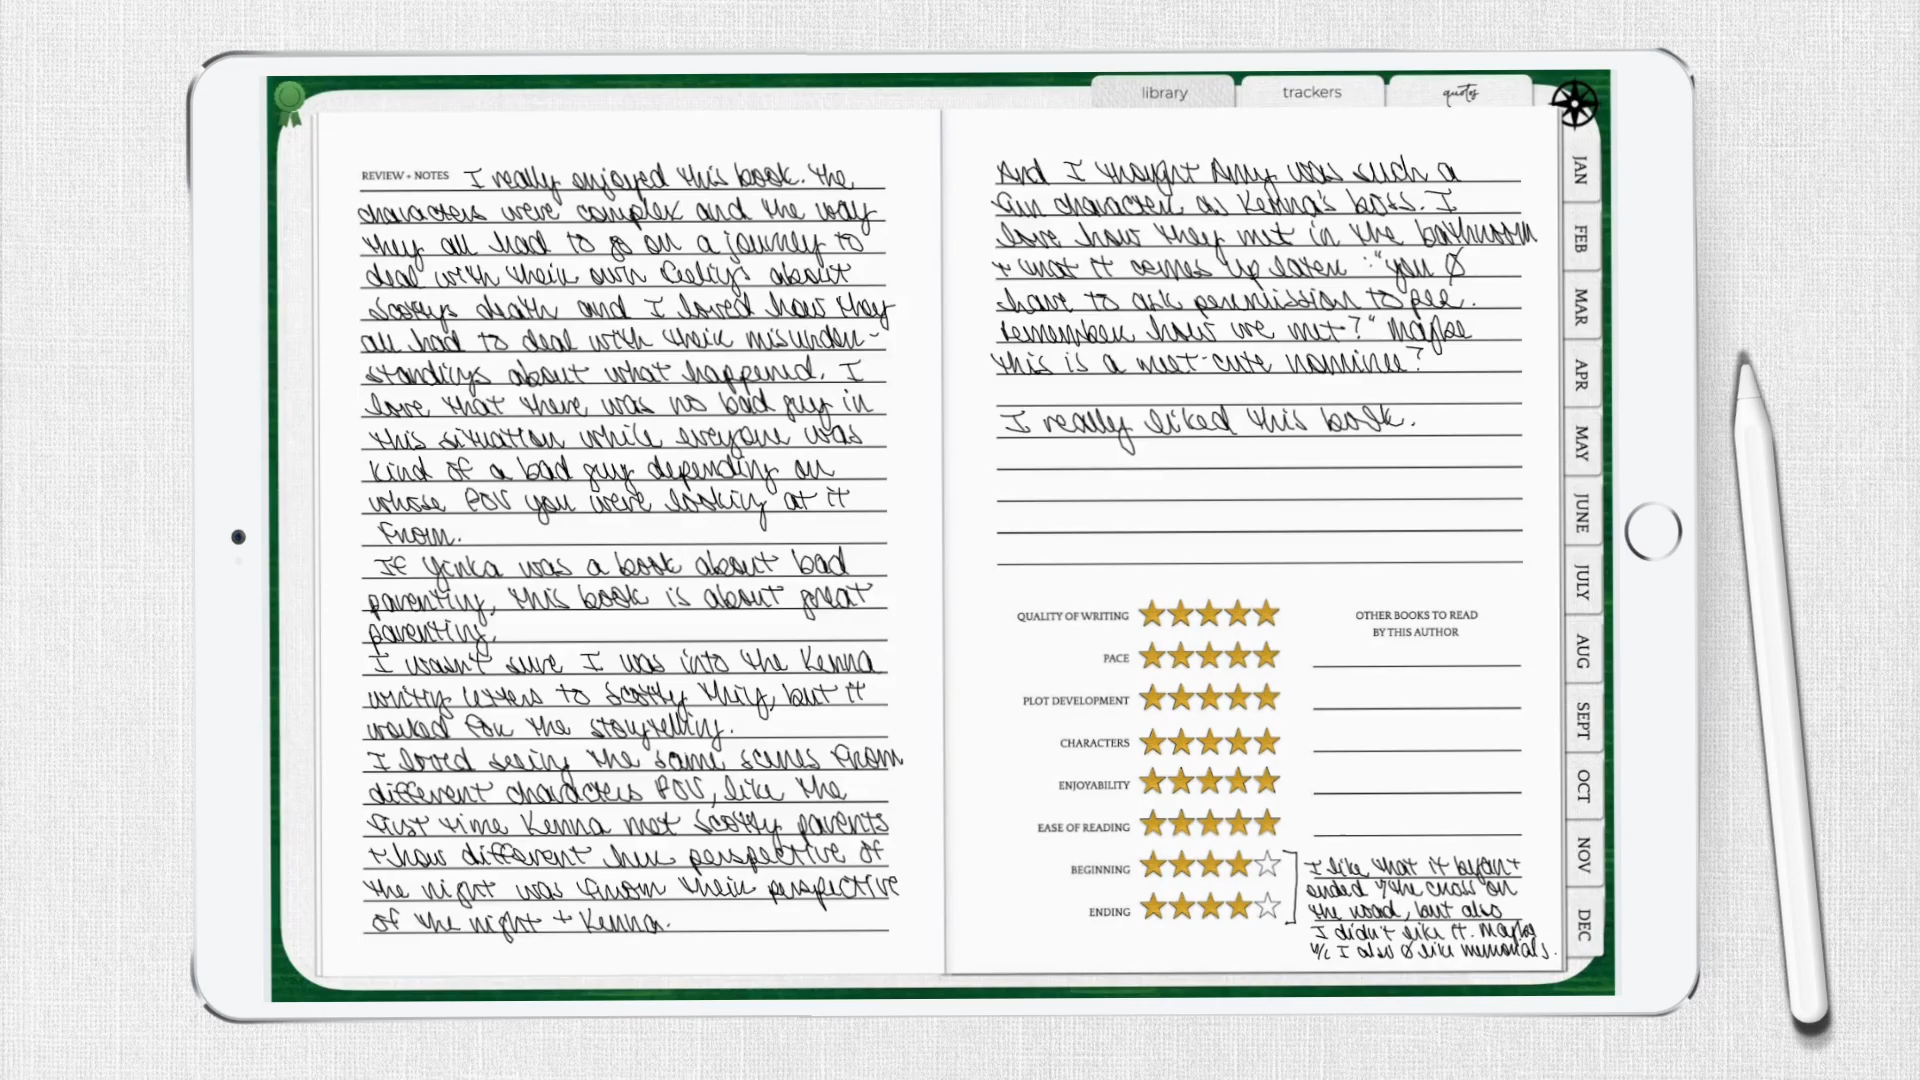 library
trackers
quotes
REVIEW + NOTES I really enjoyed this book. The
characters were complex and the way
they all had to go on a journey to
deal with their own feelings about
Scottys death and I loved how they
all had to deal with their misunder-
standings about what happened. I
love that there was no bad guy in
this situation while everyone was
kind of a bad guy depending on
whose POV you were looking at it
from.
If Yinka was a book about bad
parenting, this book is about great
parenting.
I wasn't sure I was into the Kenna
writing letters to Scotty thing, but it
worked for the storytelling.
I loved seeing the same scenes from
different characters POV, like the
first time Kenna met Scotty parents
+ how different her perspective of
the night was from their perspective
of the night + Kenna.
And I thought Amy was such a
fun character as Kenna's boss. I
love how they met in the bathroom
+ that it comes up later: "you Ø
have to ask permission to pee.
remember how we met?" Maybe
this is a meet-cute nominee?
I really liked this book.
QUALITY OF WRITING
PACE
PLOT DEVELOPMENT
CHARACTERS
ENJOYABILITY
EASE OF READING
BEGINNING
ENDING
OTHER BOOKS TO READ
BY THIS AUTHOR
I like that it began +
ended w/the cross on
the road, but also
I didn't like it. Maybe
b/c I also Ø like memorials.
JAN
FEB
MAR
APR
MAY
JUNE
JULY
AUG
SEPT
OCT
NOV
DEC